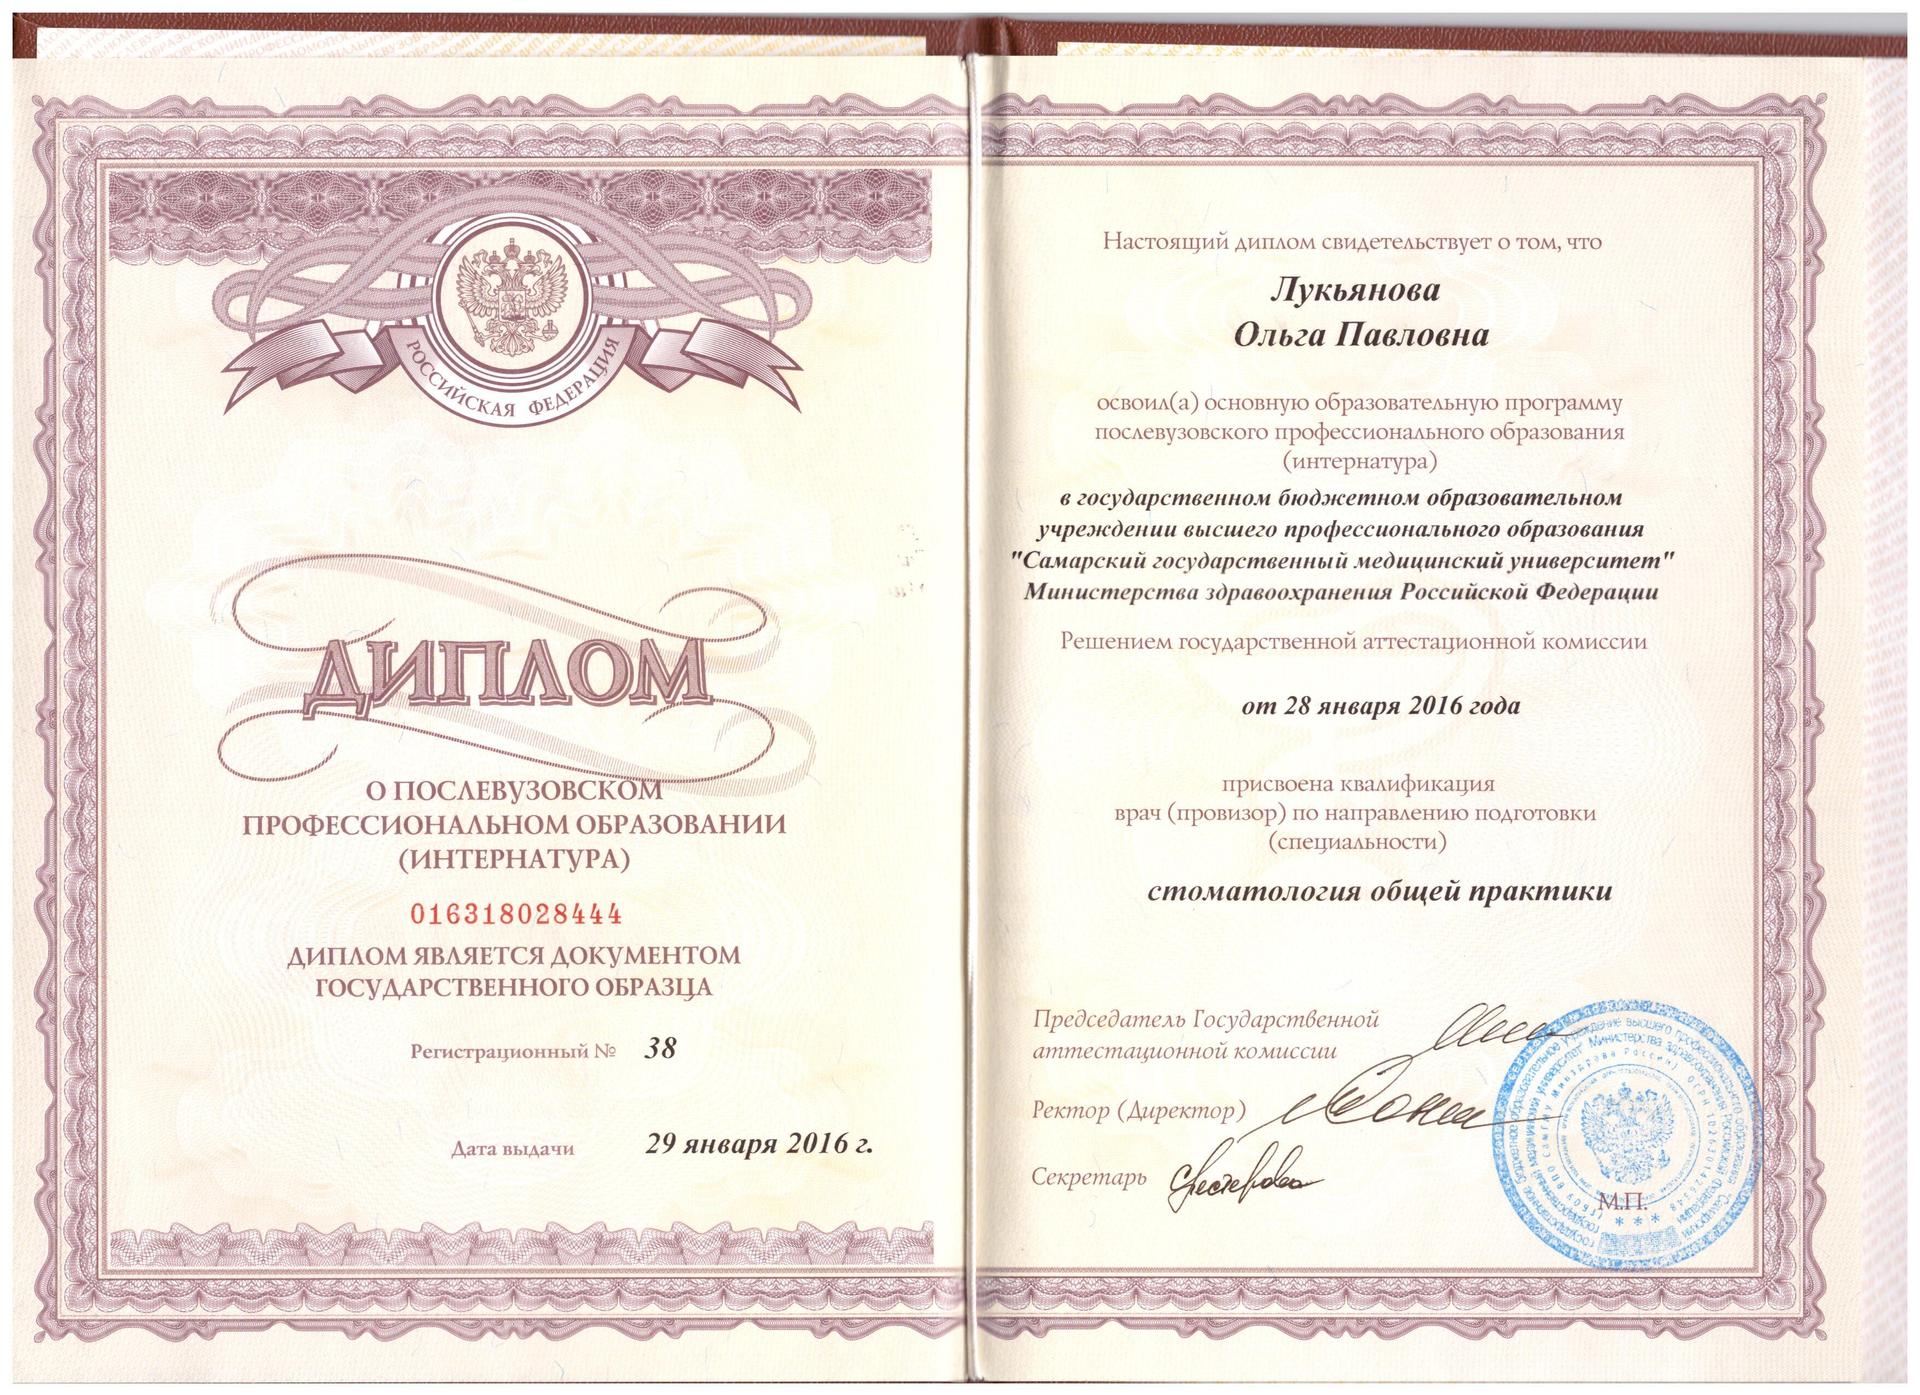 РОССИЙСКАЯ ФЕДЕРАЦИЯ
ДИПЛОМ
О ПОСЛЕВУЗОВСКОМ
ПРОФЕССИОНАЛЬНОМ ОБРАЗОВАНИИ
(ИНТЕРНАТУРА)
016318028444
ДИПЛОМ ЯВЛЯЕТСЯ ДОКУМЕНТОМ
ГОСУДАРСТВЕННОГО ОБРАЗЦА
Регистрационный № 38
Дата выдачи 29 января 2016 г.
Настоящий диплом свидетельствует о том, что
Лукьянова
Ольга Павловна
освоил(а) основную образовательную программу
послевузовского профессионального образования
(интернатура)
в государственном бюджетном образовательном
учреждении высшего профессионального образования
"Самарский государственный медицинский университет"
Министерства здравоохранения Российской Федерации
Решением государственной аттестационной комиссии
от 28 января 2016 года
присвоена квалификация
врач (провизор) по направлению подготовки
(специальности)
стоматология общей практики
Председатель Государственной
аттестационной комиссии
Ректор (Директор)
Секретарь
М.П.